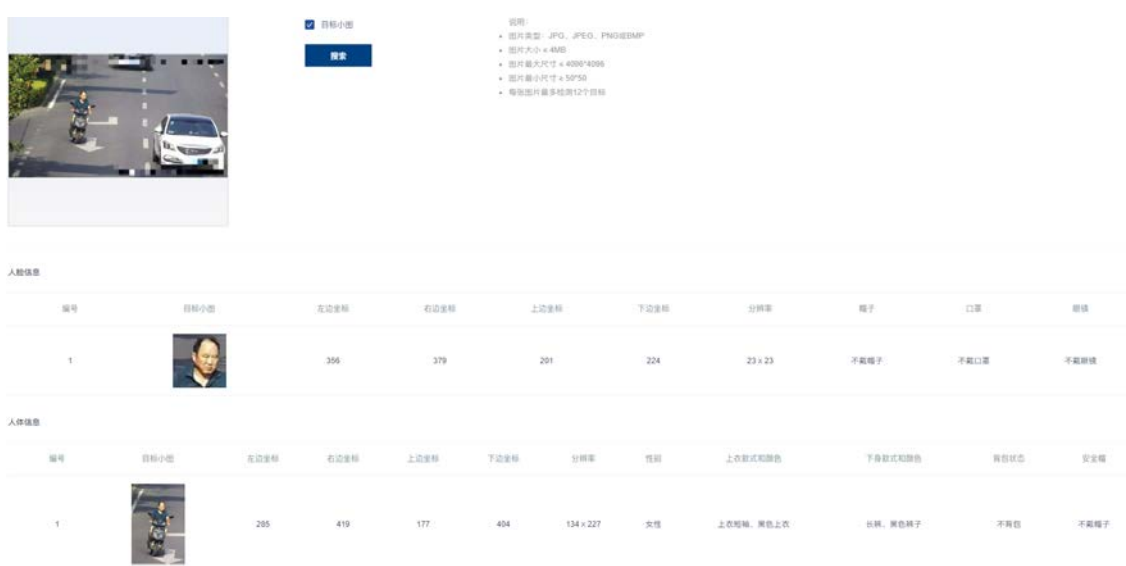 目标小图
搜索
说明:
图片类型: JPG、JPEG、PNG或BMP
图片大小 ≤ 4MB
图片最大尺寸 ≤ 4096*4096
图片最小尺寸 ≥ 50*50
每张图片最多检测12个目标
人脸信息
编号 目标小图 左边坐标 右边坐标 上边坐标 下边坐标 分辨率 帽子 口罩 眼镜
1 356 379 201 224 23 x 23 不戴帽子 不戴口罩 不戴眼镜
人体信息
编号 目标小图 左边坐标 右边坐标 上边坐标 下边坐标 分辨率 性别 上衣款式和颜色 下身款式和颜色 背包状态 安全帽
1 285 419 177 404 134 x 227 女性 上衣短袖、黑色上衣 长裤、黑色裤子 不背包 不戴帽子